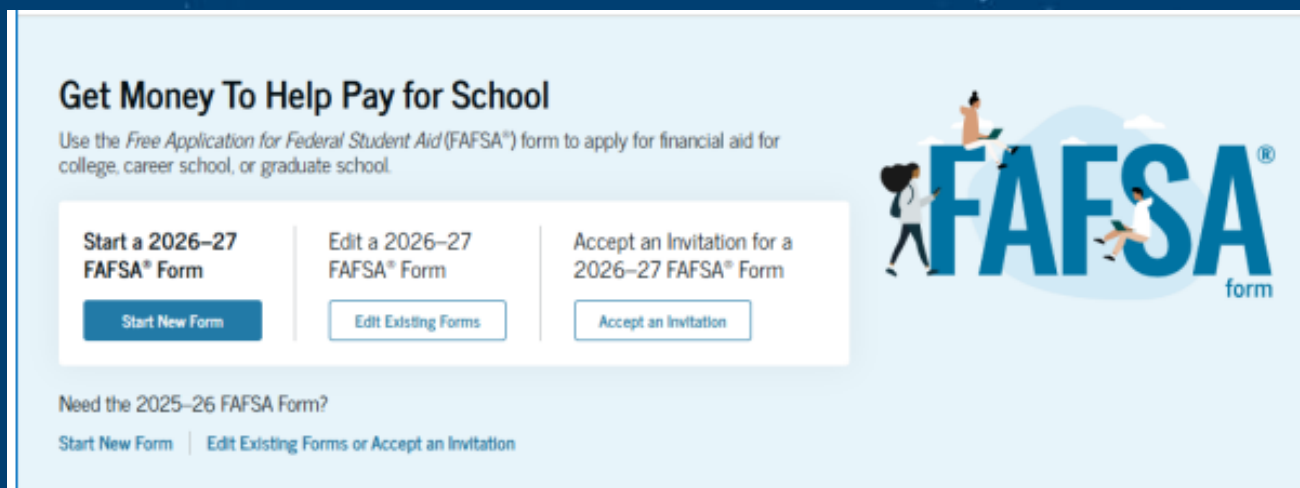 Get Money To Help Pay for School
Use the Free Application for Federal Student Aid (FAFSA®) form to apply for financial aid for
college, career school, or graduate school.
Start a 2026–27
FAFSA® Form
Start New Form
Edit a 2026–27
FAFSA® Form
Edit Existing Forms
Accept an Invitation for a
2026–27 FAFSA® Form
Accept an Invitation
Need the 2025–26 FAFSA Form?
Start New Form | Edit Existing Forms or Accept an Invitation
FAFSA®
form